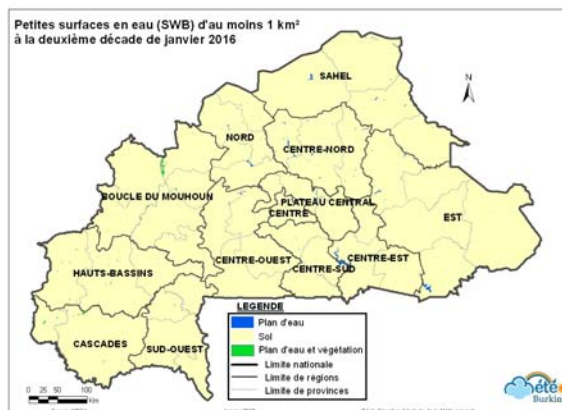 Petites surfaces en eau (SWB) d'au moins 1 km²
à la deuxième décade de janvier 2016
N
SAHEL
NORD
CENTRE-NORD
BOUCLE DU MOUHOUN
PLATEAU CENTRAL
CENTRE
EST
HAUTS-BASSINS
CENTRE-OUEST
CENTRE-SUD
CENTRE-EST
CASCADES
SUD-OUEST
LEGENDE
Plan d'eau
Sol
Plan d'eau et végétation
Limite nationale
Limite de régions
Limite de provinces
0 25 50 100
Km
été
Burkin